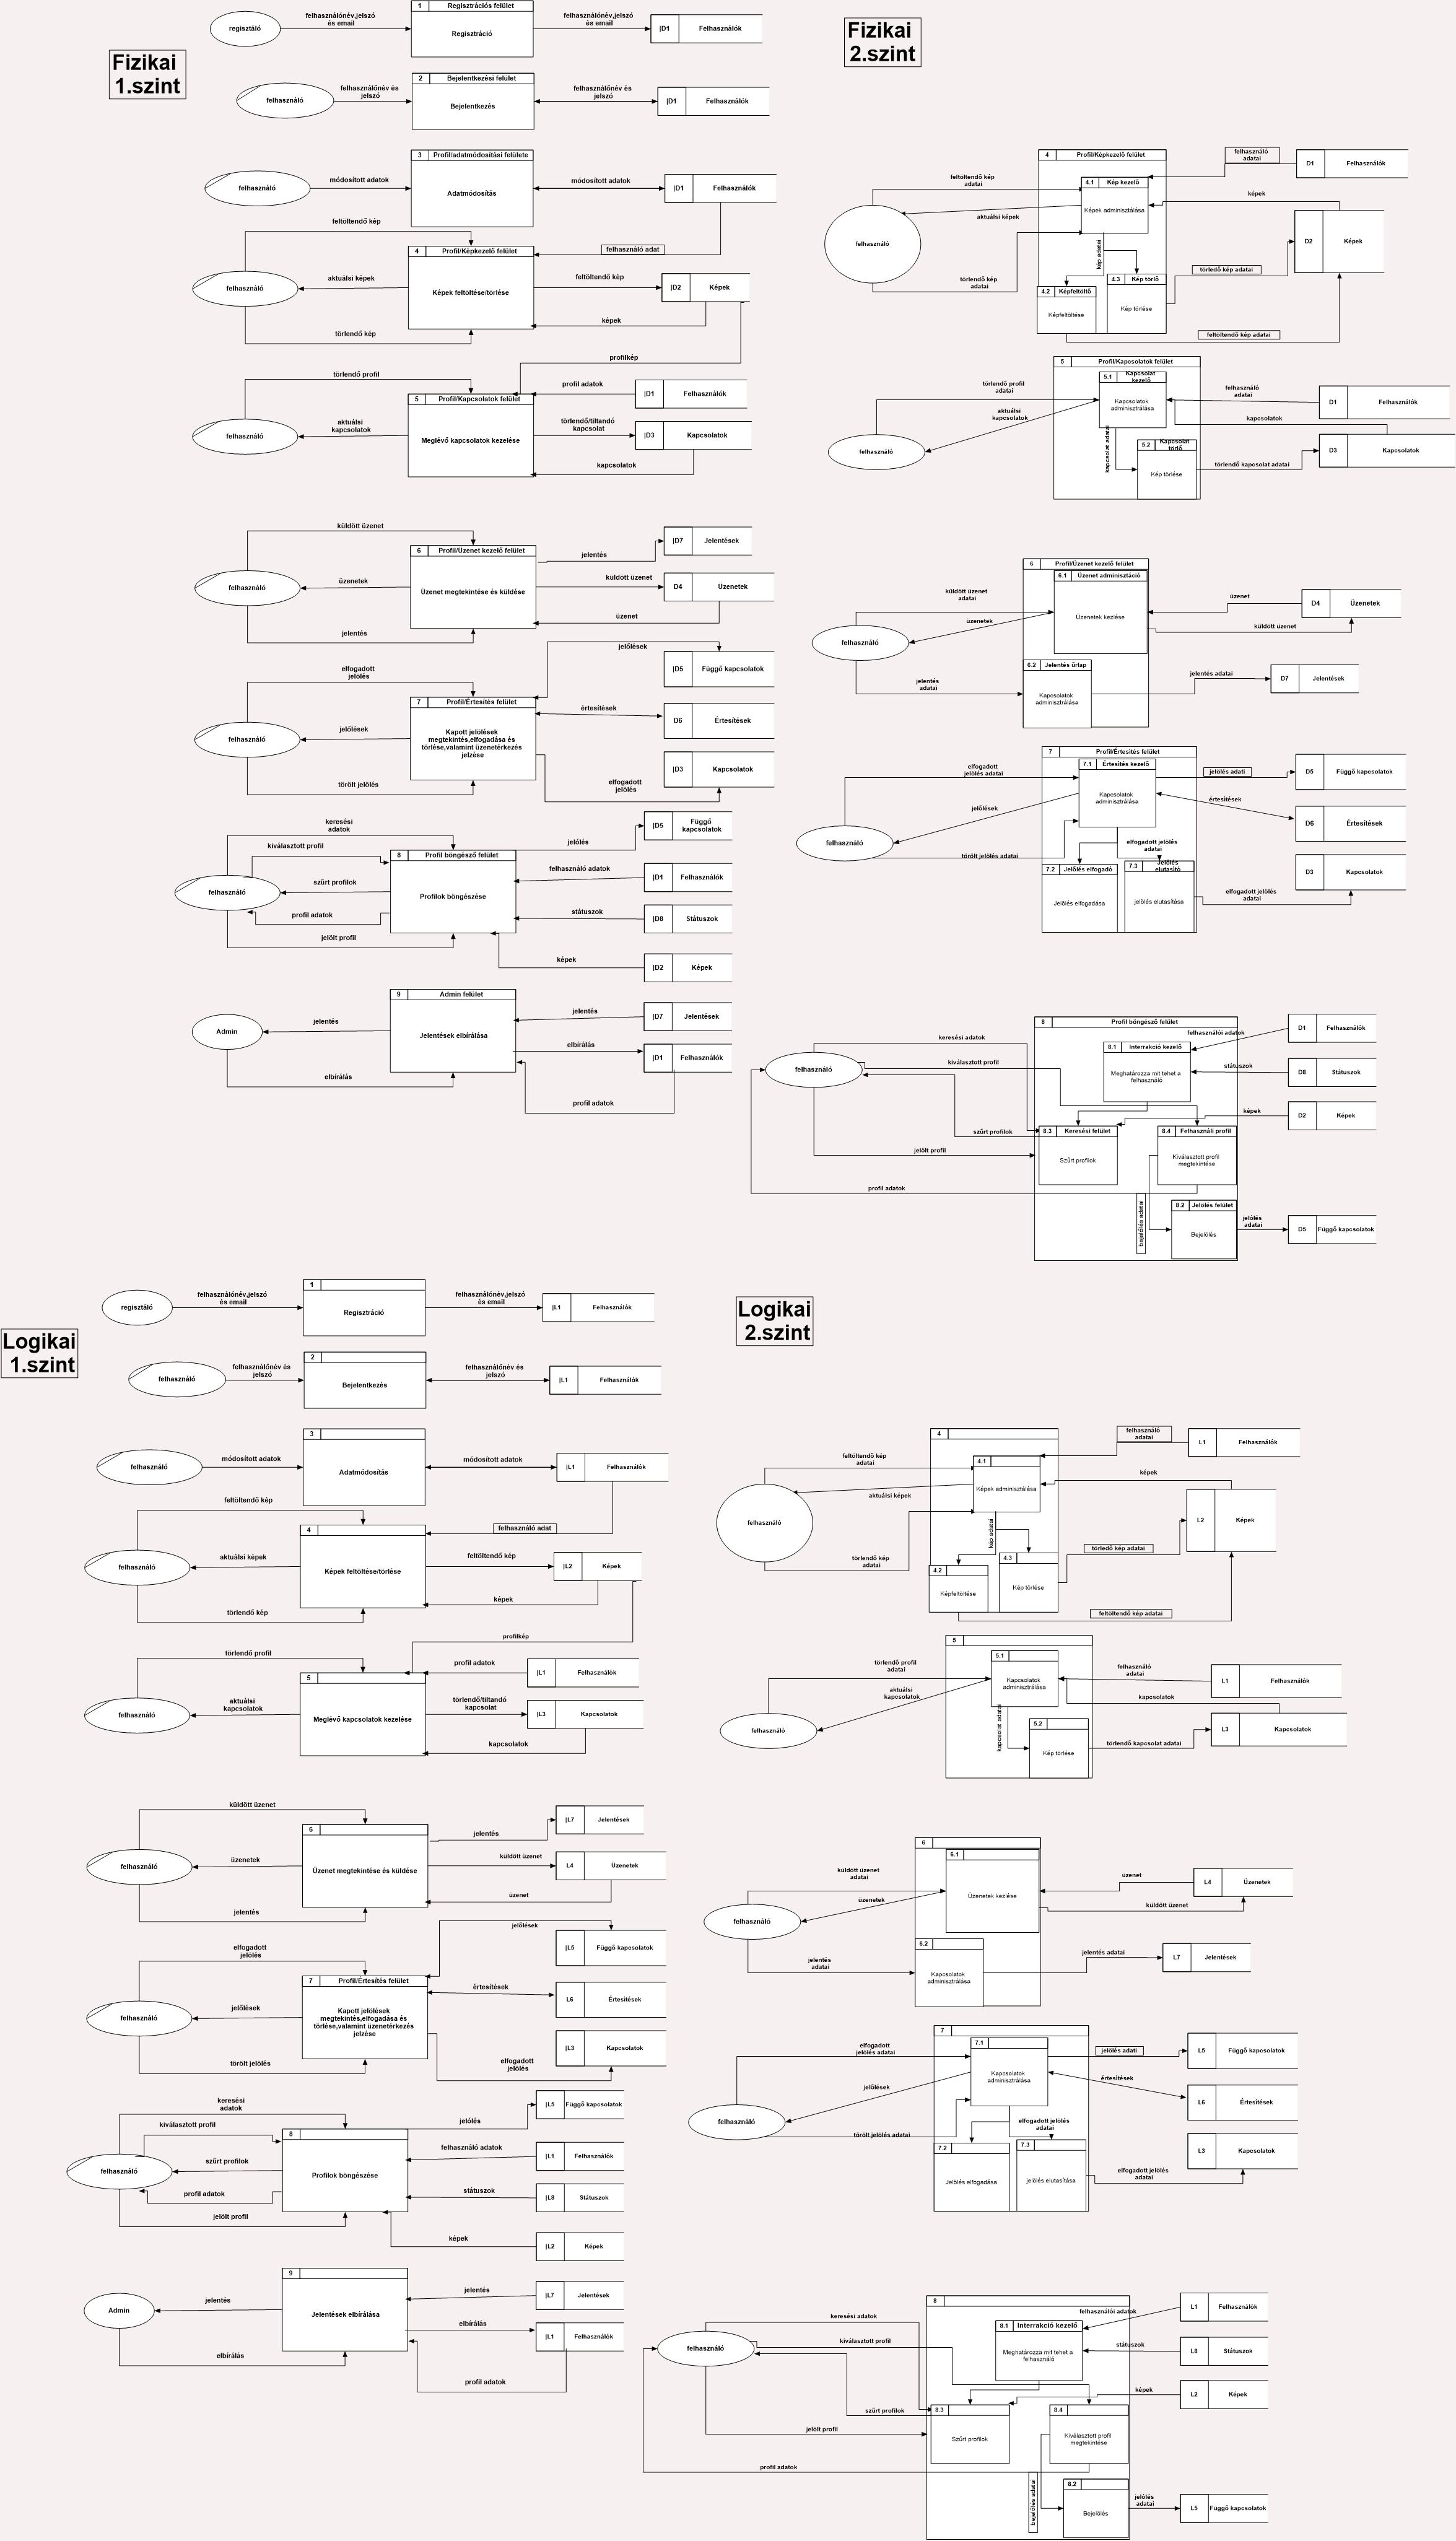 Fizikai
1.szint
1
Regisztrációs felület
regisztáló
felhasználónév,jelszó
és email
Regisztráció
felhasználónév,jelszó
és email
|D1
Felhasználók
2
Bejelentkezési felület
felhasználó
felhasználónév és
jelszó
Bejelentkezés
felhasználónév és
jelszó
|D1
Felhasználók
3
Profil/adatmódosítási felülete
felhasználó
módosított adatok
Adatmódosítás
módosított adatok
|D1
Felhasználók
feltöltendő kép
felhasználó adat
4
Profil/Képkezelő felület
felhasználó
aktuálsi képek
Képek feltöltése/törlése
feltöltendő kép
|D2
Képek
képek
törlendő kép
profilkép
törlendő profil
profil adatok
|D1
Felhasználók
5
Profil/Kapcsolatok felület
felhasználó
aktuálsi
kapcsolatok
Meglévő kapcsolatok kezelése
törlendő/tiltandó
kapcsolat
|D3
Kapcsolatok
kapcsolatok
küldött üzenet
6
Profil/Üzenet kezelő felület
jelentés
|D7
Jelentések
felhasználó
üzenetek
Üzenet megtekintése és küldése
küldött üzenet
D4
Üzenetek
üzenet
jelentés
jelőlések
|D5
Függő kapcsolatok
elfogadott
jelölés
7
Profil/Értesítés felület
felhasználó
jelőlések
Kapott jelölések
megtekintés,elfogadása és
törlése,valamint üzenetérkezés
jelzése
értesítések
D6
Értesítések
|D3
Kapcsolatok
törölt jelölés
elfogadott
jelölés
keresési
adatok
kiválasztott profil
8
Profil böngésző felület
jelölés
|D5
Függő
kapcsolatok
felhasználó
szűrt profilok
Profilok böngészése
felhasználó adatok
|D1
Felhasználók
profil adatok
státuszok
|D8
Státuszok
jelölt profil
képek
|D2
Képek
9
Admin felület
Admin
jelentés
Jelentések elbírálása
jelentés
|D7
Jelentések
elbírálás
|D1
Felhasználók
elbírálás
profil adatok
Fizikai
2.szint
4
Profil/Képkezelő felület
felhasználó
adatai
D1
Felhasználók
feltöltendő kép
adatai
4.1
Kép kezelő
Képek adminisztálása
képek
aktuálsi képek
felhasználó
D2
Képek
kép adatai
törlendő kép
adatai
4.2
Képfeltöltő
Képfeltöltése
4.3
Kép törlő
Kép törlése
törledő kép adatai
feltöltendő kép adatai
5
Profil/Kapcsolatok felület
5.1
Kapcsolat
kezelő
törlendő profil
adatai
Kapcsolatok
adminisztrálása
felhasználó
adatai
D1
Felhasználók
aktuálsi
kapcsolatok
kapcsolatok
felhasználó
kapcsolat adatai
5.2
Kapcsolat
törlő
Kép törlése
törlendő kapcsolat adatai
D3
Kapcsolatok
6
Profil/Üzenet kezelő felület
6.1
Üzenet adminisztáció
küldött üzenet
adatai
Üzenetek kezlése
üzenet
D4
Üzenetek
üzenetek
küldött üzenet
felhasználó
6.2
Jelentés űrlap
jelentés
adatai
Kapcsolatok
adminisztrálása
jelentés adatai
D7
Jelentések
7
Profil/Értesítés felület
7.1
Értesítés kezelő
elfogadott
jelölés adatai
Kapcsolatok
adminisztrálása
jelölés adati
D5
Függő kapcsolatok
jelőlések
értesítések
D6
Értesítések
felhasználó
törölt jelölés adatai
elfogadott jelölés
adatai
7.2
Jelölés elfogadó
Jelölés elfogadása
7.3
Jelölés
elutasító
jelölés elutasítása
D3
Kapcsolatok
elfogadott jelölés
adatai
8
Profil böngésző felület
felhasználói adatok
D1
Felhasználók
keresési adatok
8.1
Interrakció kezelő
Meghatározza mit tehet a
felhasználó
kiválasztott profil
felhasználó
státuszok
D8
Státuszok
képek
D2
Képek
szűrt profilok
8.3
Keresési felület
Szűrt profilok
8.4
Felhasználi profil
Kiválasztott profil
megtekintése
jelölt profil
profil adatok
bejelölés adatai
8.2
Jelölés felület
Bejelölés
jelölés
adatai
D5
Függő kapcsolatok
Logikai
1.szint
1
regisztáló
felhasználónév,jelszó
és email
Regisztráció
felhasználónév,jelszó
és email
|L1
Felhasználók
2
felhasználó
felhasználónév és
jelszó
Bejelentkezés
felhasználónév és
jelszó
|L1
Felhasználók
3
felhasználó
módosított adatok
Adatmódosítás
módosított adatok
|L1
Felhasználók
feltöltendő kép
felhasználó adat
4
felhasználó
aktuálsi képek
Képek feltöltése/törlése
feltöltendő kép
|L2
Képek
képek
törlendő kép
profilkép
törlendő profil
profil adatok
|L1
Felhasználók
5
felhasználó
aktuálsi
kapcsolatok
Meglévő kapcsolatok kezelése
törlendő/tiltandó
kapcsolat
|L3
Kapcsolatok
kapcsolatok
küldött üzenet
6
jelentés
|L7
Jelentések
felhasználó
üzenetek
Üzenet megtekintése és küldése
küldött üzenet
L4
Üzenetek
üzenet
jelentés
jelőlések
|L5
Függő kapcsolatok
elfogadott
jelölés
7
Profil/Értesítés felület
felhasználó
jelőlések
Kapott jelölések
megtekintés,elfogadása és
törlése,valamint üzenetérkezés
jelzése
értesítések
L6
Értesítések
|L3
Kapcsolatok
törölt jelölés
elfogadott
jelölés
keresési
adatok
kiválasztott profil
8
jelölés
|L5
Függő kapcsolatok
felhasználó
szűrt profilok
Profilok böngészése
felhasználó adatok
|L1
Felhasználók
profil adatok
státuszok
|L8
Státuszok
jelölt profil
képek
|L2
Képek
9
Admin
jelentés
Jelentések elbírálása
jelentés
|L7
Jelentések
elbírálás
|L1
Felhasználók
elbírálás
profil adatok
Logikai
2.szint
4
felhasználó
adatai
L1
Felhasználók
feltöltendő kép
adatai
4.1
Képek adminisztálása
képek
aktuálsi képek
felhasználó
L2
Képek
kép adatai
törlendő kép
adatai
4.2
Képfeltöltése
4.3
Kép törlése
törledő kép adatai
feltöltendő kép adatai
5
5.1
törlendő profil
adatai
Kapcsolatok
adminisztrálása
felhasználó
adatai
L1
Felhasználók
aktuálsi
kapcsolatok
kapcsolatok
felhasználó
kapcsolat adatai
5.2
Kép törlése
törlendő kapcsolat adatai
L3
Kapcsolatok
6
6.1
küldött üzenet
adatai
Üzenetek kezlése
üzenet
L4
Üzenetek
üzenetek
küldött üzenet
felhasználó
6.2
jelentés
adatai
Kapcsolatok
adminisztrálása
jelentés adatai
L7
Jelentések
7
7.1
elfogadott
jelölés adatai
Kapcsolatok
adminisztrálása
jelölés adati
L5
Függő kapcsolatok
jelőlések
értesítések
L6
Értesítések
felhasználó
törölt jelölés adatai
elfogadott jelölés
adatai
7.2
Jelölés elfogadása
7.3
jelölés elutasítása
L3
Kapcsolatok
elfogadott jelölés
adatai
8
felhasználói adatok
L1
Felhasználók
keresési adatok
8.1
Interrakció kezelő
Meghatározza mit tehet a
felhasználó
kiválasztott profil
felhasználó
státuszok
L8
Státuszok
képek
L2
Képek
szűrt profilok
8.3
Szűrt profilok
8.4
Kiválasztott profil
megtekintése
jelölt profil
profil adatok
bejelölés adatai
8.2
Bejelölés
jelölés
adatai
L5
Függő kapcsolatok